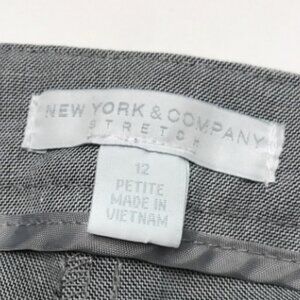 NEW YORK & COMPANY
STRETCH
12
PETITE
MADE IN
VIETNAM